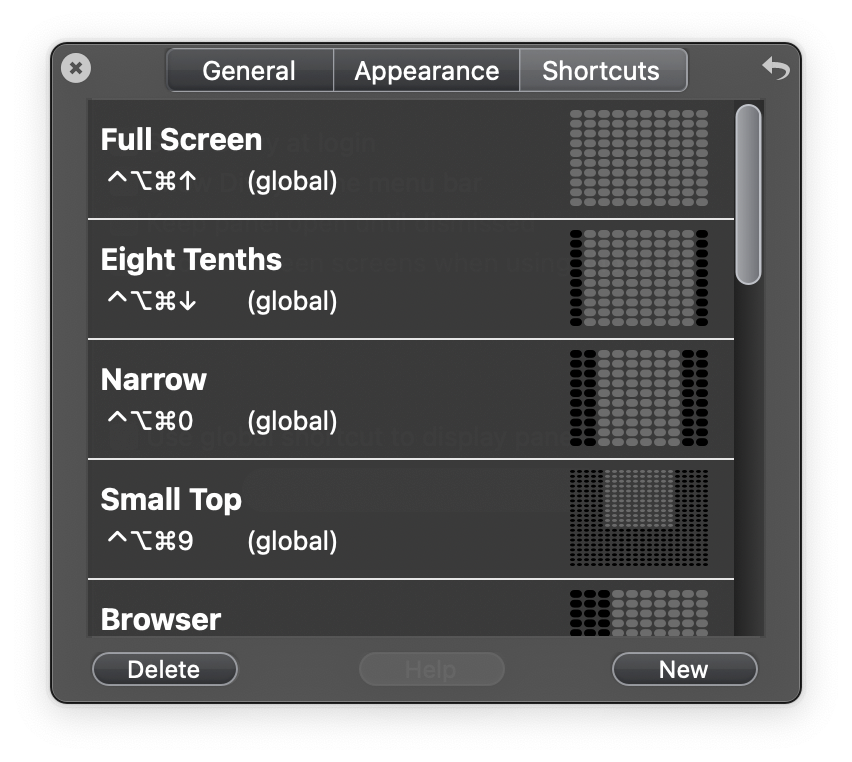 General Appearance Shortcuts
Full Screen
⌃⌥⌘↑ (global)
Eight Tenths
⌃⌥⌘↓ (global)
Narrow
⌃⌥⌘0 (global)
Small Top
⌃⌥⌘9 (global)
Browser
Delete Help New